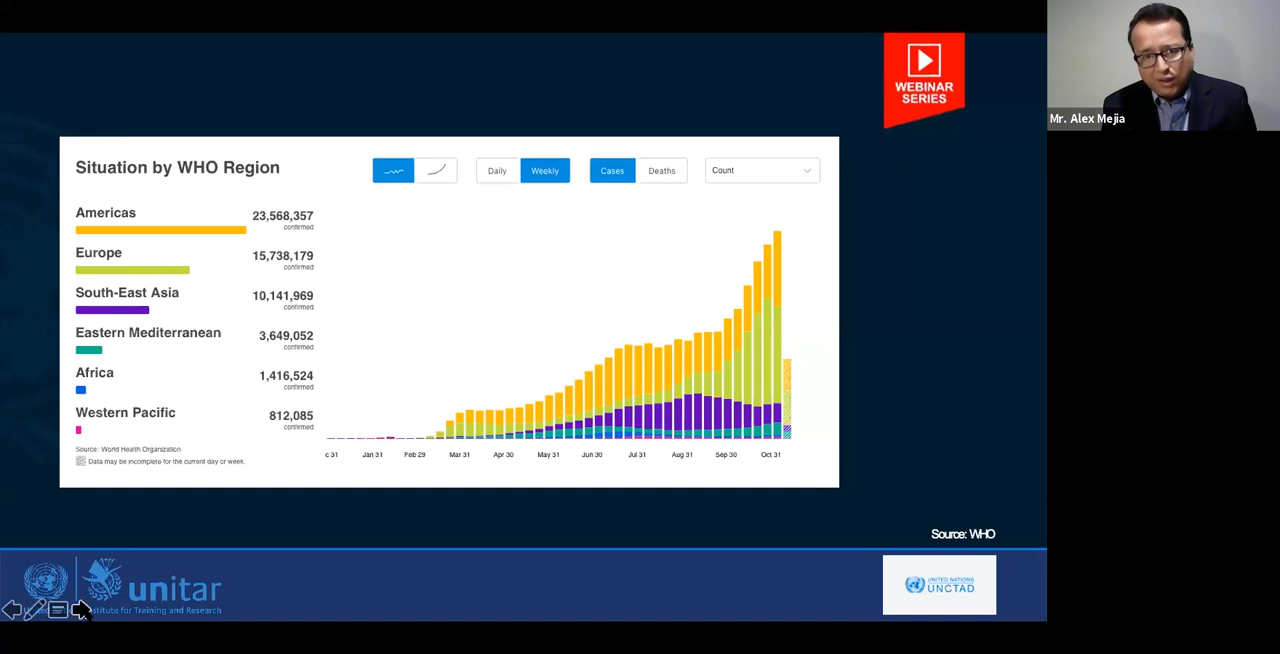 WEBINAR
SERIES
Mr. Alex Mejia
Situation by WHO Region
Daily
Weekly
Cases
Deaths
Count
Americas
23,568,357
confirmed
Europe
15,738,179
confirmed
South-East Asia
10,141,969
confirmed
Eastern Mediterranean
3,649,052
confirmed
Africa
1,416,524
confirmed
Western Pacific
812,085
confirmed
Source: World Health Organization
Data may be incomplete for the current day or week.
c 31 Jan 31 Feb 29 Mar 31 Apr 30 May 31 Jun 30 Jul 31 Aug 31 Sep 30 Oct 31
Source: WHO
unitar
stitute for Training and Research
UNITED NATIONS
UNCTAD